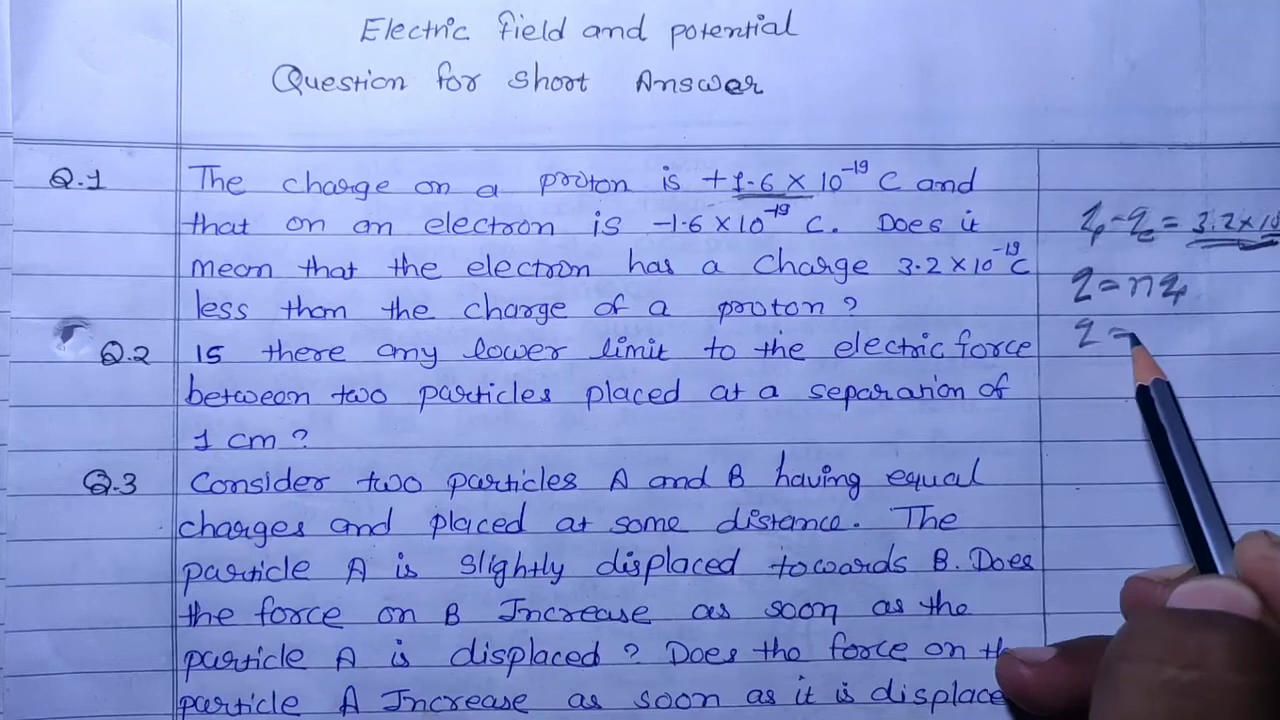 Electric field and potential
Question for short Answer
Q.1 The charge on a proton is +1.6 × 10⁻¹⁹ C and
that on an electron is -1.6 × 10⁻¹⁹ C. Does it
mean that the electron has a charge 3.2 × 10⁻¹⁹ C
less than the charge of a proton?
Q.2 Is there any lower limit to the electric force
between two particles placed at a separation of
1 cm?
Q.3 Consider two particles A and B having equal
charges and placed at some distance. The
particle A is slightly displaced towards B. Does
the force on B Increase as soon as the
particle A is displaced? Does the force on
particle A Increase as soon as it is displace
= 3.2 × 10